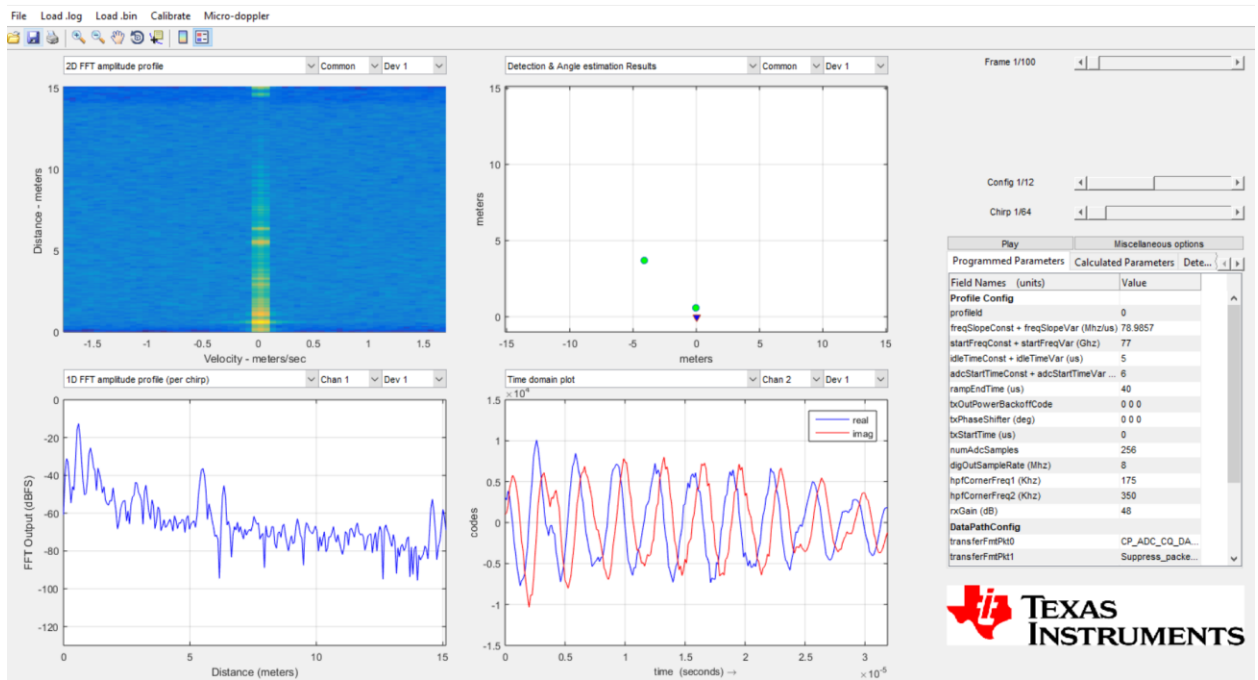 File Load .log Load .bin Calibrate Micro-doppler
2D FFT amplitude profile Common Dev 1
15
10
5
0
Distance - meters
-1.5 -1 -0.5 0 0.5 1 1.5
Velocity - meters/sec
Detection & Angle estimation Results Common Dev 1
15
10
5
0
meters
-15 -10 -5 0 5 10 15
meters
1D FFT amplitude profile (per chirp) Chan 1 Dev 1
0
-20
-40
-60
-80
-100
-120
FFT Output (dBFS)
0 5 10 15
Distance (meters)
Time domain plot Chan 2 Dev 1
×10⁴
1.5
1
0.5
0
-0.5
-1
-1.5
codes
real
imag
0 0.5 1 1.5 2 2.5 3
time (seconds) →
×10⁻⁵
Frame 1/100
Config 1/12
Chirp 1/64
Play Miscellaneous options
Programmed Parameters Calculated Parameters Dete...
Field Names (units) Value
Profile Config
profileId 0
freqSlopeConst + freqSlopeVar (Mhz/us) 78.9857
startFreqConst + startFreqVar (Ghz) 77
idleTimeConst + idleTimeVar (us) 5
adcStartTimeConst + adcStartTimeVar ... 6
rampEndTime (us) 40
txOutPowerBackoffCode 0 0 0
txPhaseShifter (deg) 0 0 0
txStartTime (us) 0
numAdcSamples 256
digOutSampleRate (Mhz) 8
hpfCornerFreq1 (Khz) 175
hpfCornerFreq2 (Khz) 350
rxGain (dB) 48
DataPathConfig
transferFmtPkt0 CP_ADC_CQ_DA...
transferFmtPkt1 Suppress_packe...
TEXAS
INSTRUMENTS